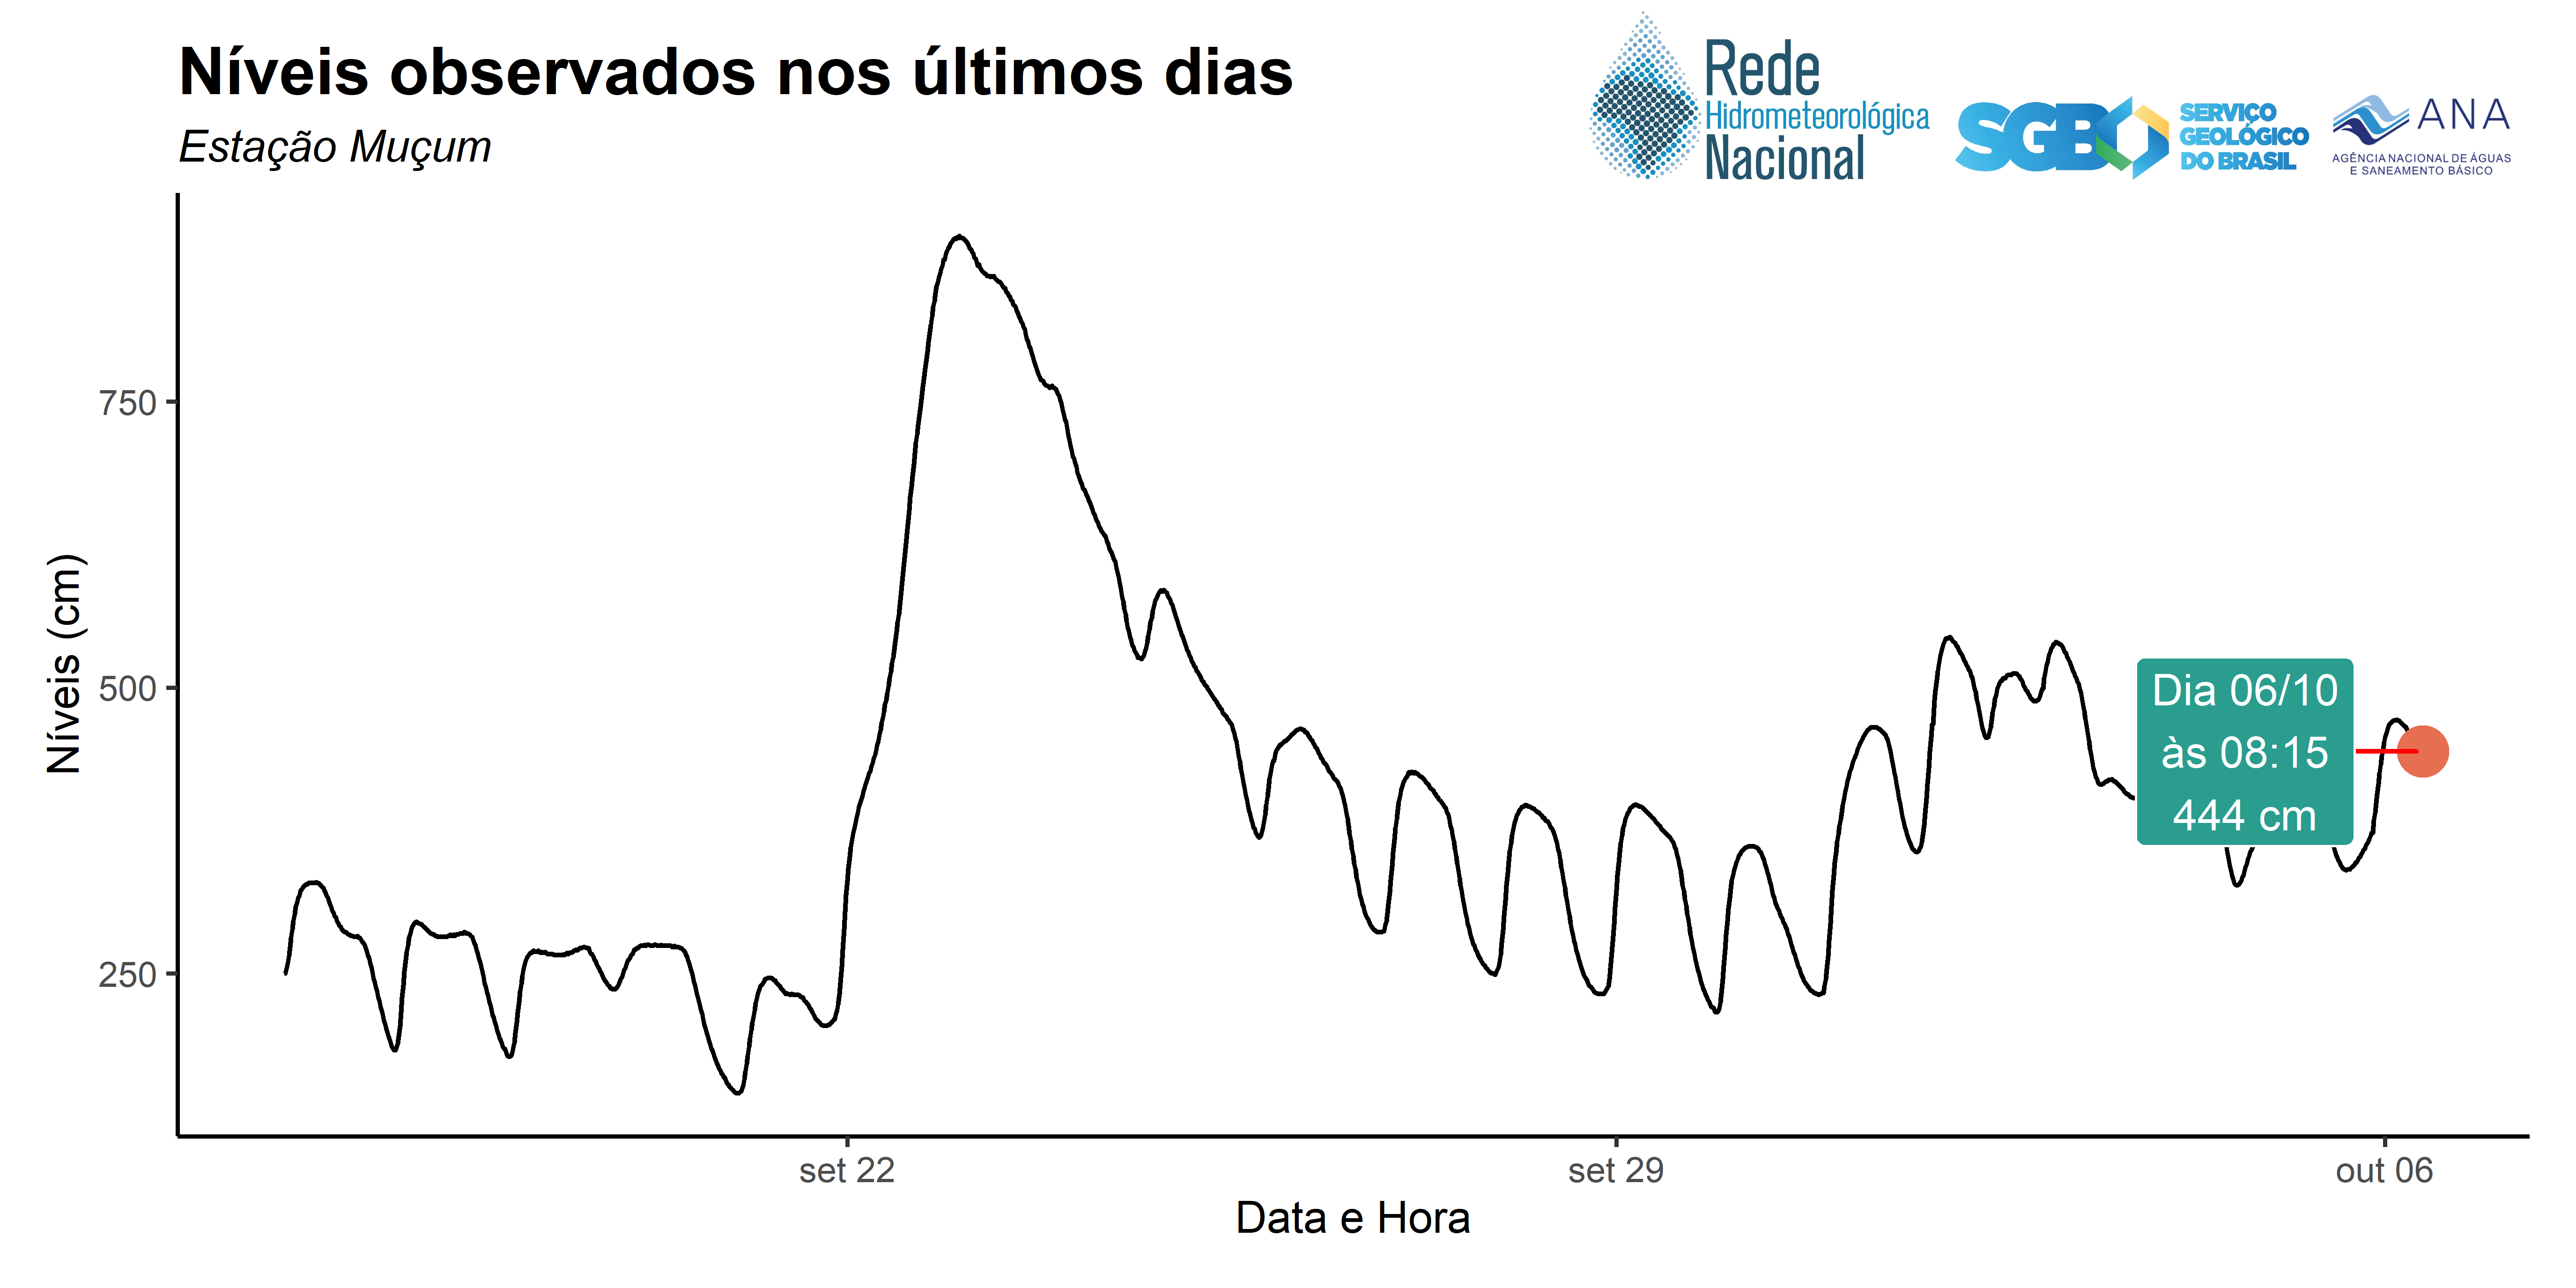 Níveis observados nos últimos dias
Estação Muçum
Rede
Hidrometeorológica
Nacional
SGB
SERVIÇO
GEOLÓGICO
DO BRASIL
ANA
AGÊNCIA NACIONAL DE ÁGUAS
E SANEAMENTO BÁSICO
Níveis (cm)
750
500
250
Dia 06/10
às 08:15
444 cm
set 22
set 29
out 06
Data e Hora